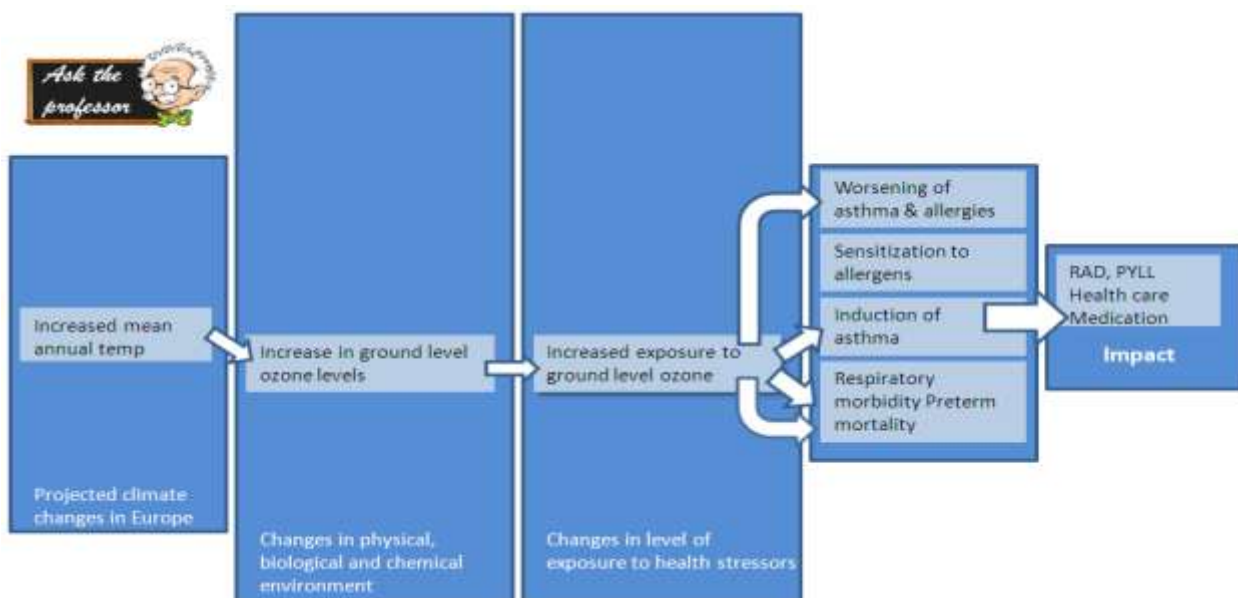 Ask the
professor
Increased mean
annual temp
Projected climate
changes in Europe
Increase in ground level
ozone levels
Changes in physical,
biological and chemical
environment
Increased exposure to
ground level ozone
Changes in level of
exposure to health stressors
Worsening of
asthma & allergies
Sensitization to
allergens
Induction of
asthma
Respiratory
morbidity Preterm
mortality
RAD, PYLL
Health care
Medication
Impact